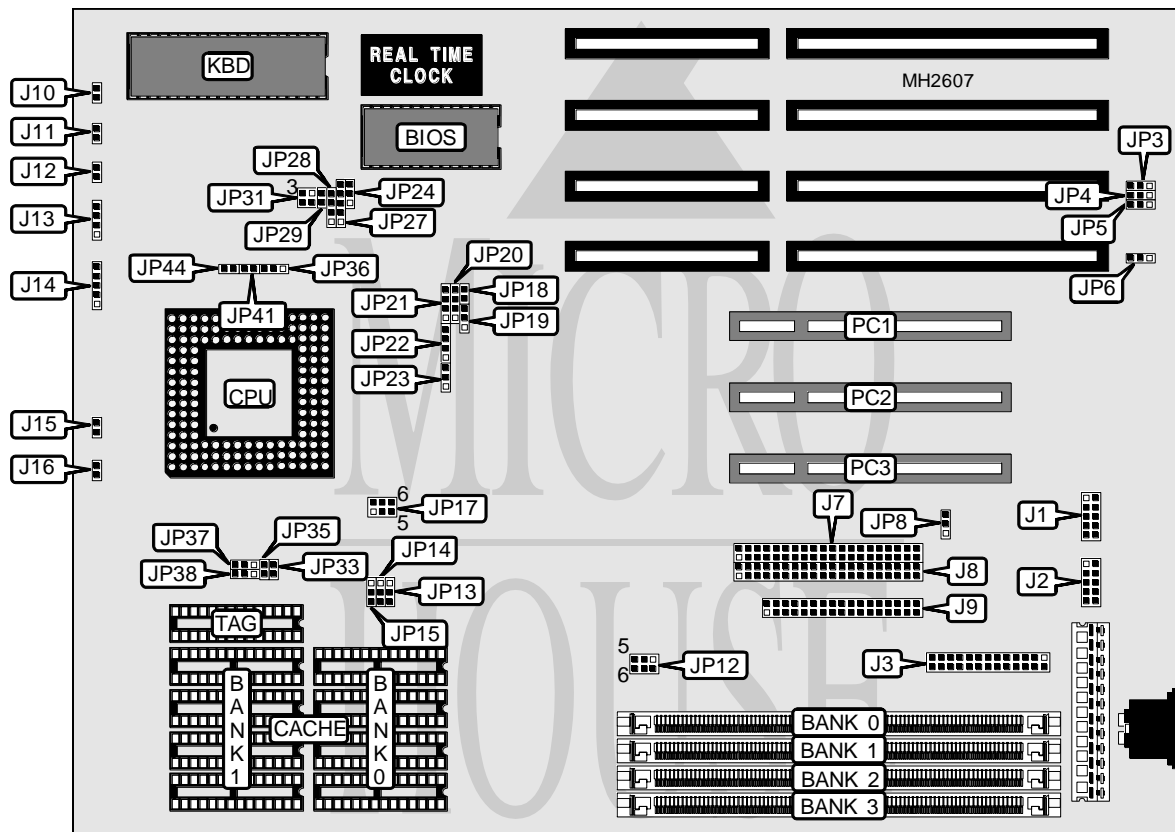 KBD
REAL TIME
CLOCK
MH2607
J10
J11
BIOS
J12
JP28
JP3
3
JP31
JP24
JP4
J13
JP27
JP5
JP29
JP20
JP44
JP36
JP6
J14
JP21
JP18
JP41
JP19
PC1
JP22
JP23
CPU
PC2
J15
J16
PC3
6
JP17
5
J7
JP8
J1
JP37
JP35
JP14
JP38
JP33
J8
J2
JP13
J9
TAG
JP15
5
JP12
6
J3
BANK1
BANK0
CACHE
BANK 0
BANK 1
BANK 2
BANK 3
MICRO
HOUSE